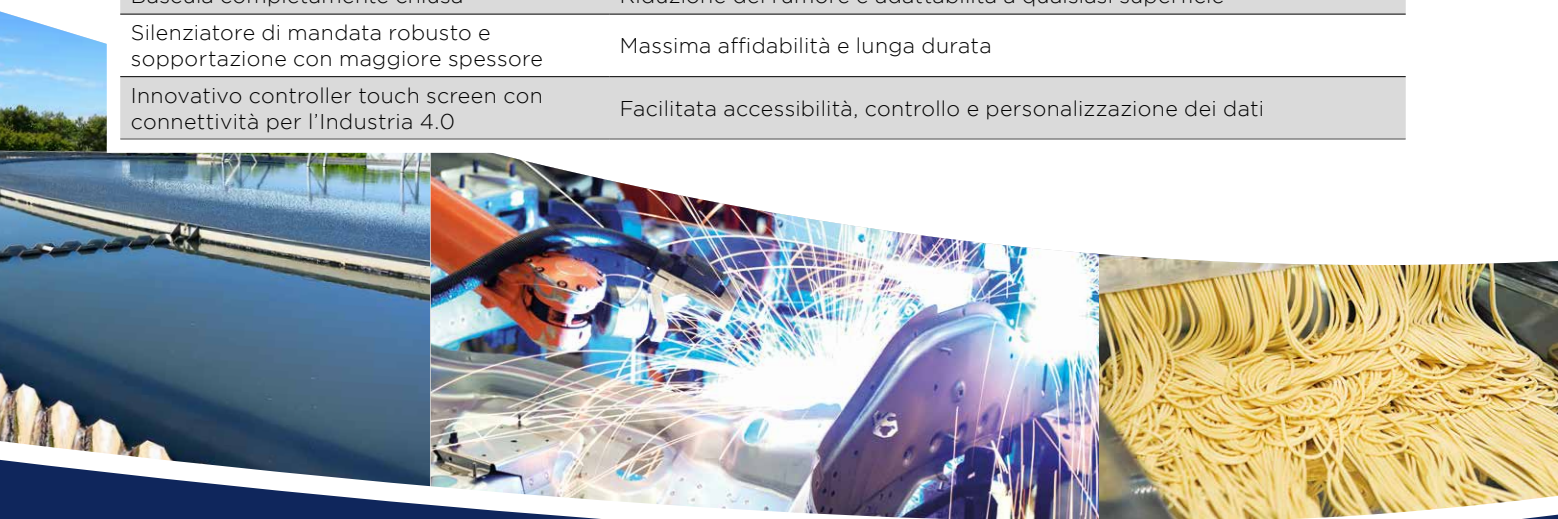 Silenziatore di mandata robusto e
sopportazione con maggiore spessore
Massima affidabilità e lunga durata
Innovativo controller touch screen con
connettività per l'Industria 4.0
Facilitata accessibilità, controllo e personalizzazione dei dati